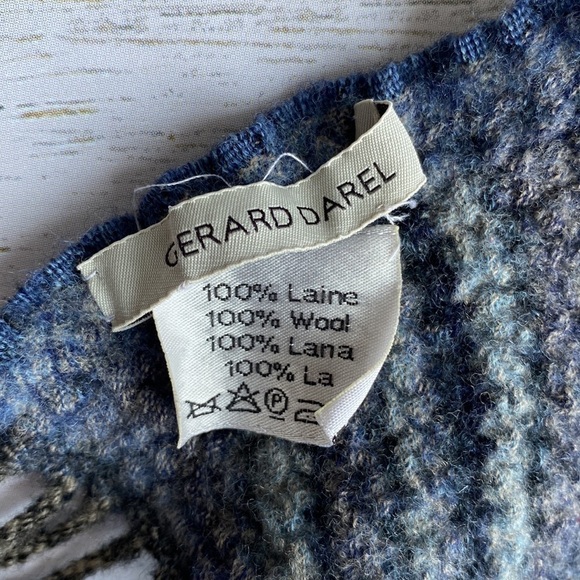 GERARD DAREL
100% Laine
100% Wool
100% Lana
100% La
P